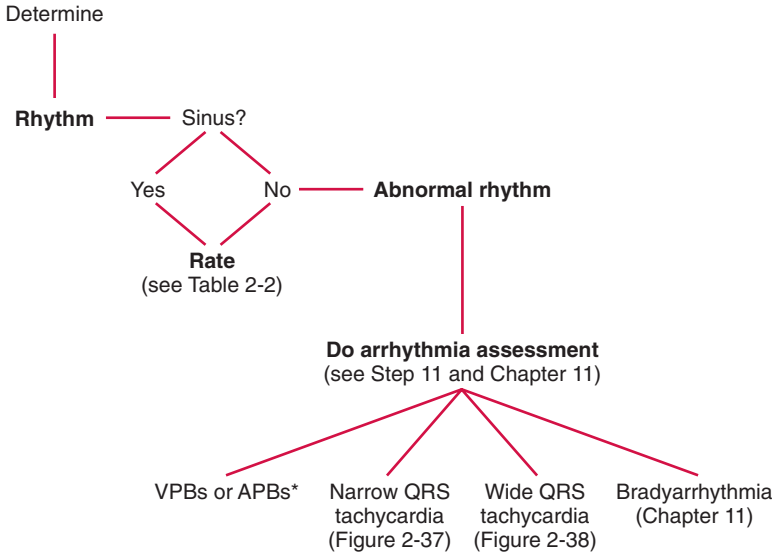 Determine
Rhythm
Sinus?
Yes
No
Abnormal rhythm
Rate
(see Table 2-2)
Do arrhythmia assessment
(see Step 11 and Chapter 11)
VPBs or APBs*
Narrow QRS
tachycardia
(Figure 2-37)
Wide QRS
tachycardia
(Figure 2-38)
Bradyarrhythmia
(Chapter 11)